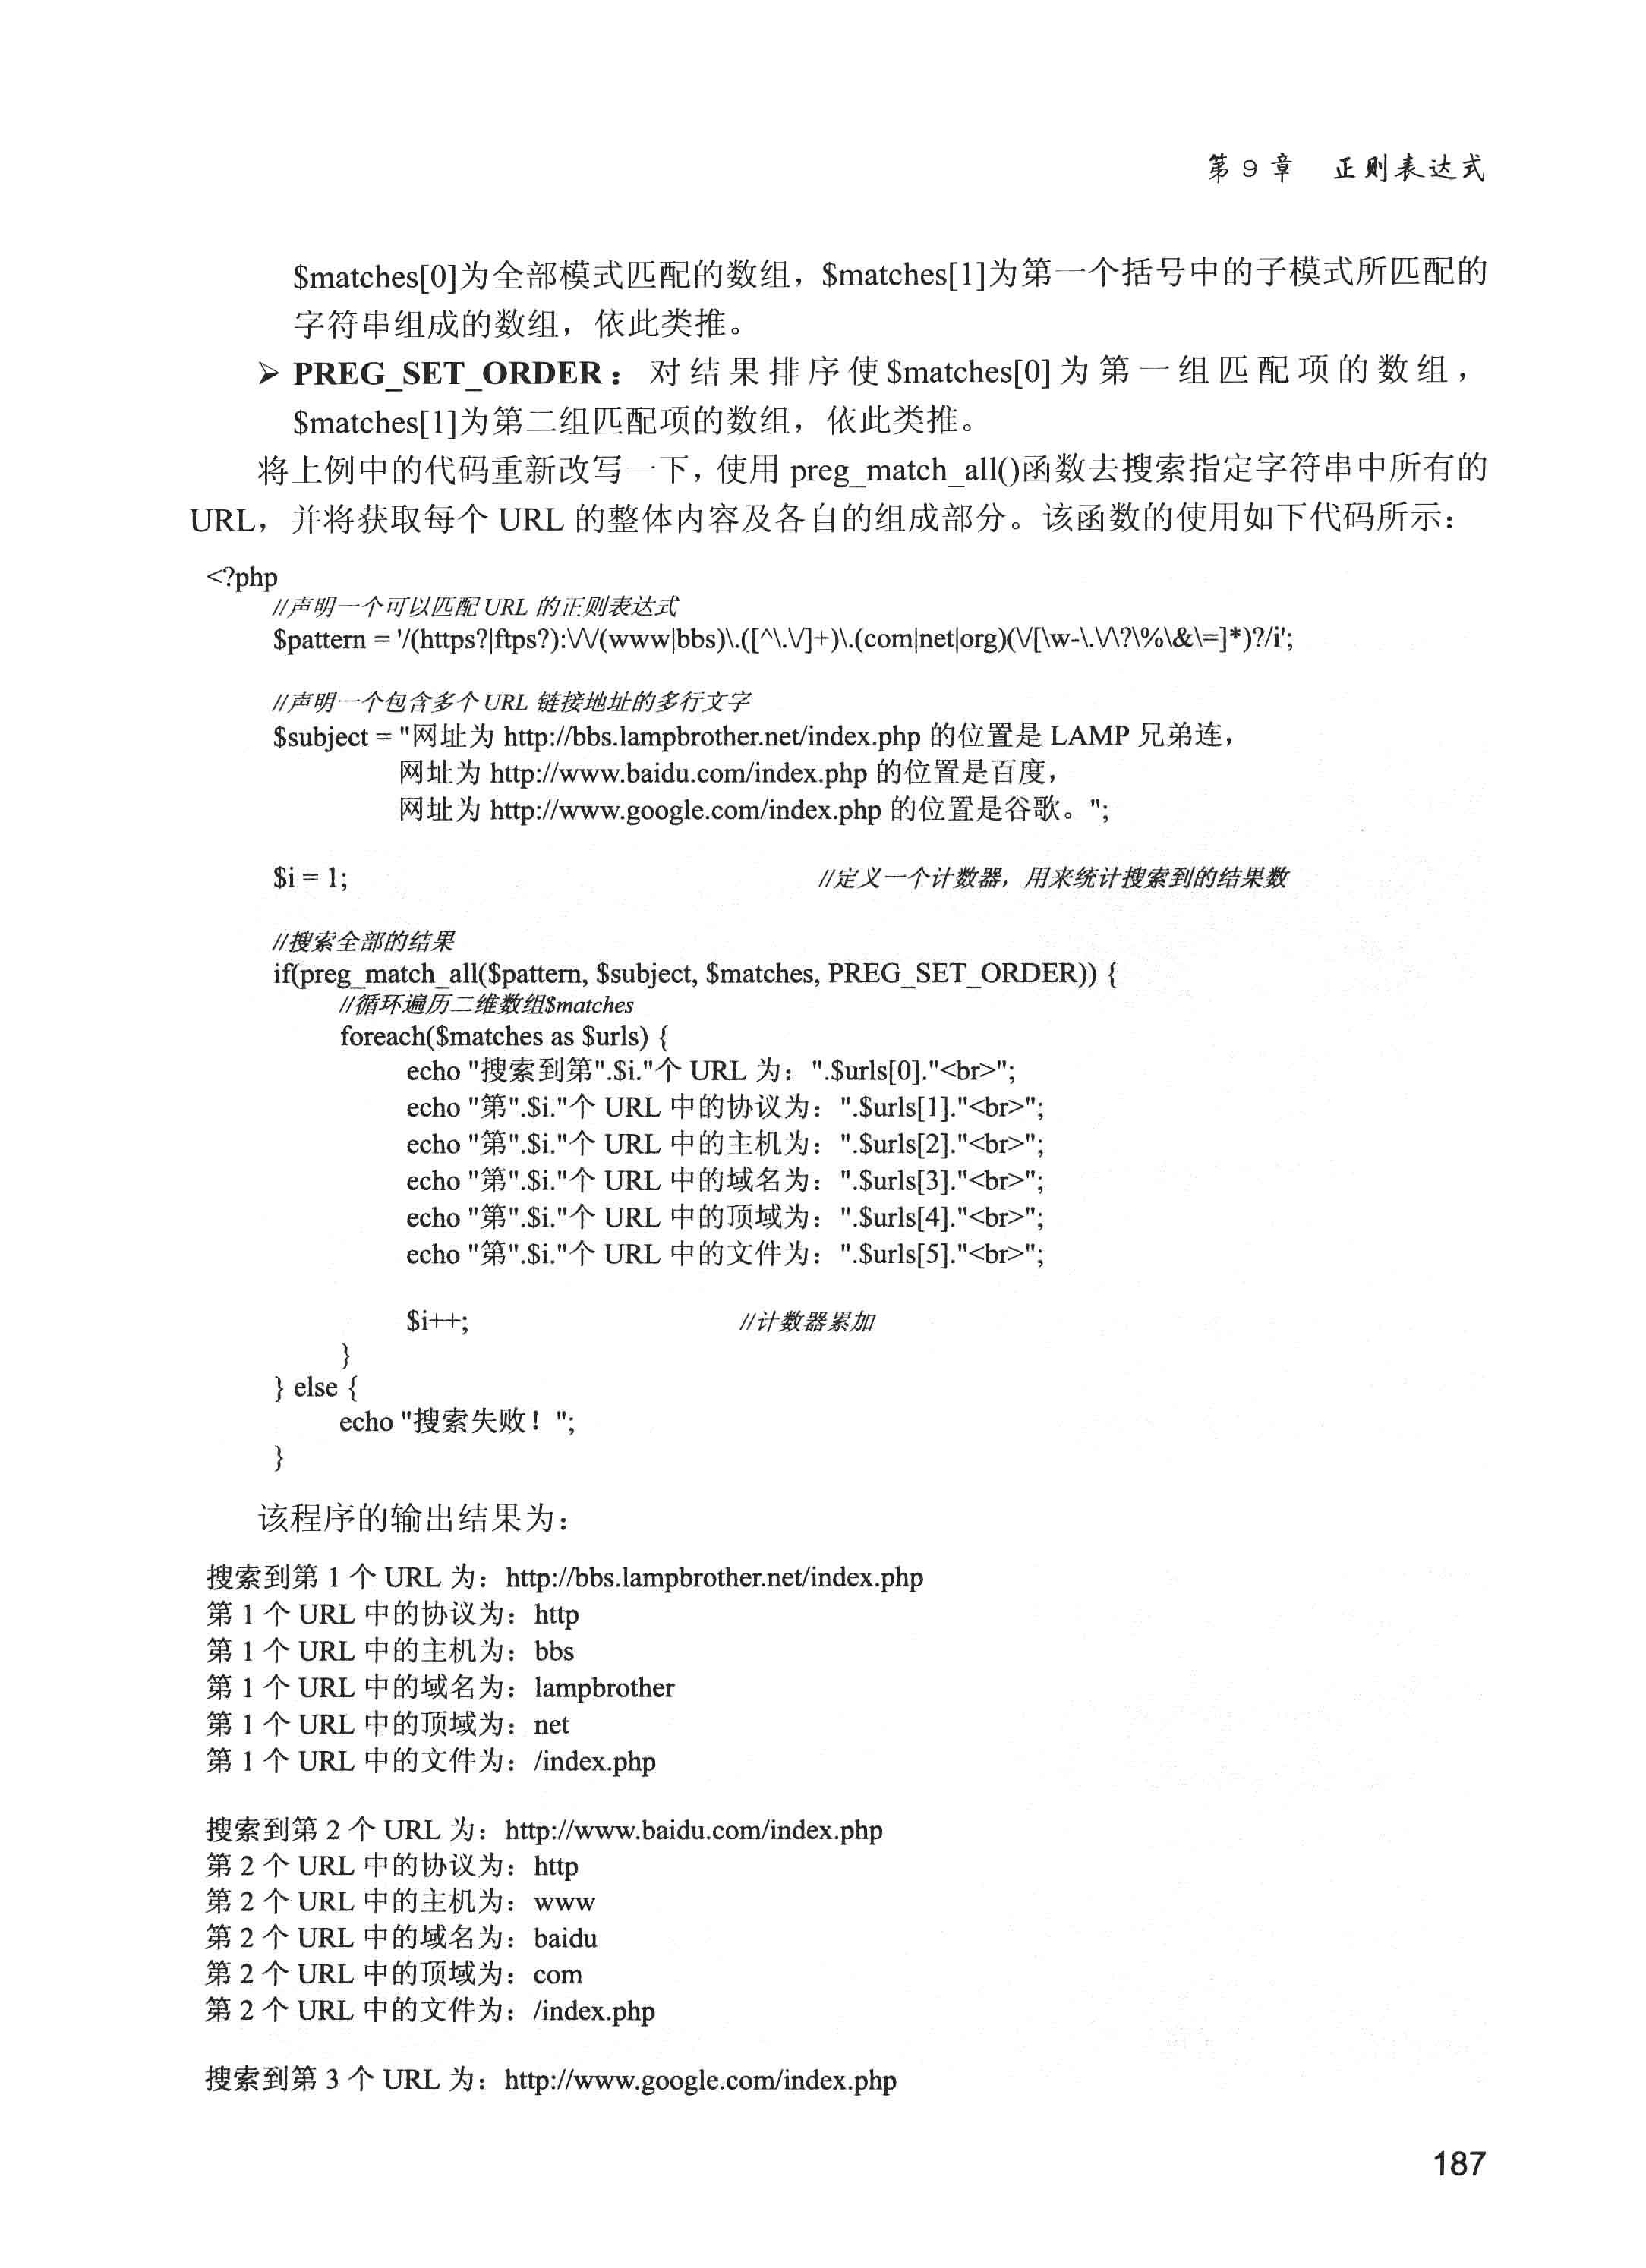 第 9 章 正则表达式
$matches[0]为全部模式匹配的数组，$matches[1]为第一个括号中的子模式所匹配的
字符串组成的数组，依此类推。
➢ PREG_SET_ORDER：对结果排序使$matches[0]为第一组匹配项的数组，
$matches[1]为第二组匹配项的数组，依此类推。
将上例中的代码重新改写一下，使用 preg_match_all()函数去搜索指定字符串中所有的
URL，并将获取每个 URL 的整体内容及各自的组成部分。该函数的使用如下代码所示：
<?php
//声明一个可以匹配 URL 的正则表达式
$pattern = '/(https?|ftps?):\/\/(www|bbs)\.([^\.\/]+)\.(com|net|org)(\/[\w-\.\/\?\%\&\=]*)?/i';
//声明一个包含多个 URL 链接地址的多行文字
$subject = "网址为 http://bbs.lampbrother.net/index.php 的位置是 LAMP 兄弟连，
网址为 http://www.baidu.com/index.php 的位置是百度，
网址为 http://www.google.com/index.php 的位置是谷歌。";
$i = 1; //定义一个计数器，用来统计搜索到的结果数
//搜索全部的结果
if(preg_match_all($pattern, $subject, $matches, PREG_SET_ORDER)) {
//循环遍历二维数组$matches
foreach($matches as $urls) {
echo "搜索到第".$i."个 URL 为：".$urls[0]."<br>";
echo "第".$i."个 URL 中的协议为：".$urls[1]."<br>";
echo "第".$i."个 URL 中的主机为：".$urls[2]."<br>";
echo "第".$i."个 URL 中的域名为：".$urls[3]."<br>";
echo "第".$i."个 URL 中的顶域为：".$urls[4]."<br>";
echo "第".$i."个 URL 中的文件为：".$urls[5]."<br>";
$i++; //计数器累加
}
} else {
echo "搜索失败！";
}
该程序的输出结果为：
搜索到第 1 个 URL 为：http://bbs.lampbrother.net/index.php
第 1 个 URL 中的协议为：http
第 1 个 URL 中的主机为：bbs
第 1 个 URL 中的域名为：lampbrother
第 1 个 URL 中的顶域为：net
第 1 个 URL 中的文件为：/index.php
搜索到第 2 个 URL 为：http://www.baidu.com/index.php
第 2 个 URL 中的协议为：http
第 2 个 URL 中的主机为：www
第 2 个 URL 中的域名为：baidu
第 2 个 URL 中的顶域为：com
第 2 个 URL 中的文件为：/index.php
搜索到第 3 个 URL 为：http://www.google.com/index.php
187